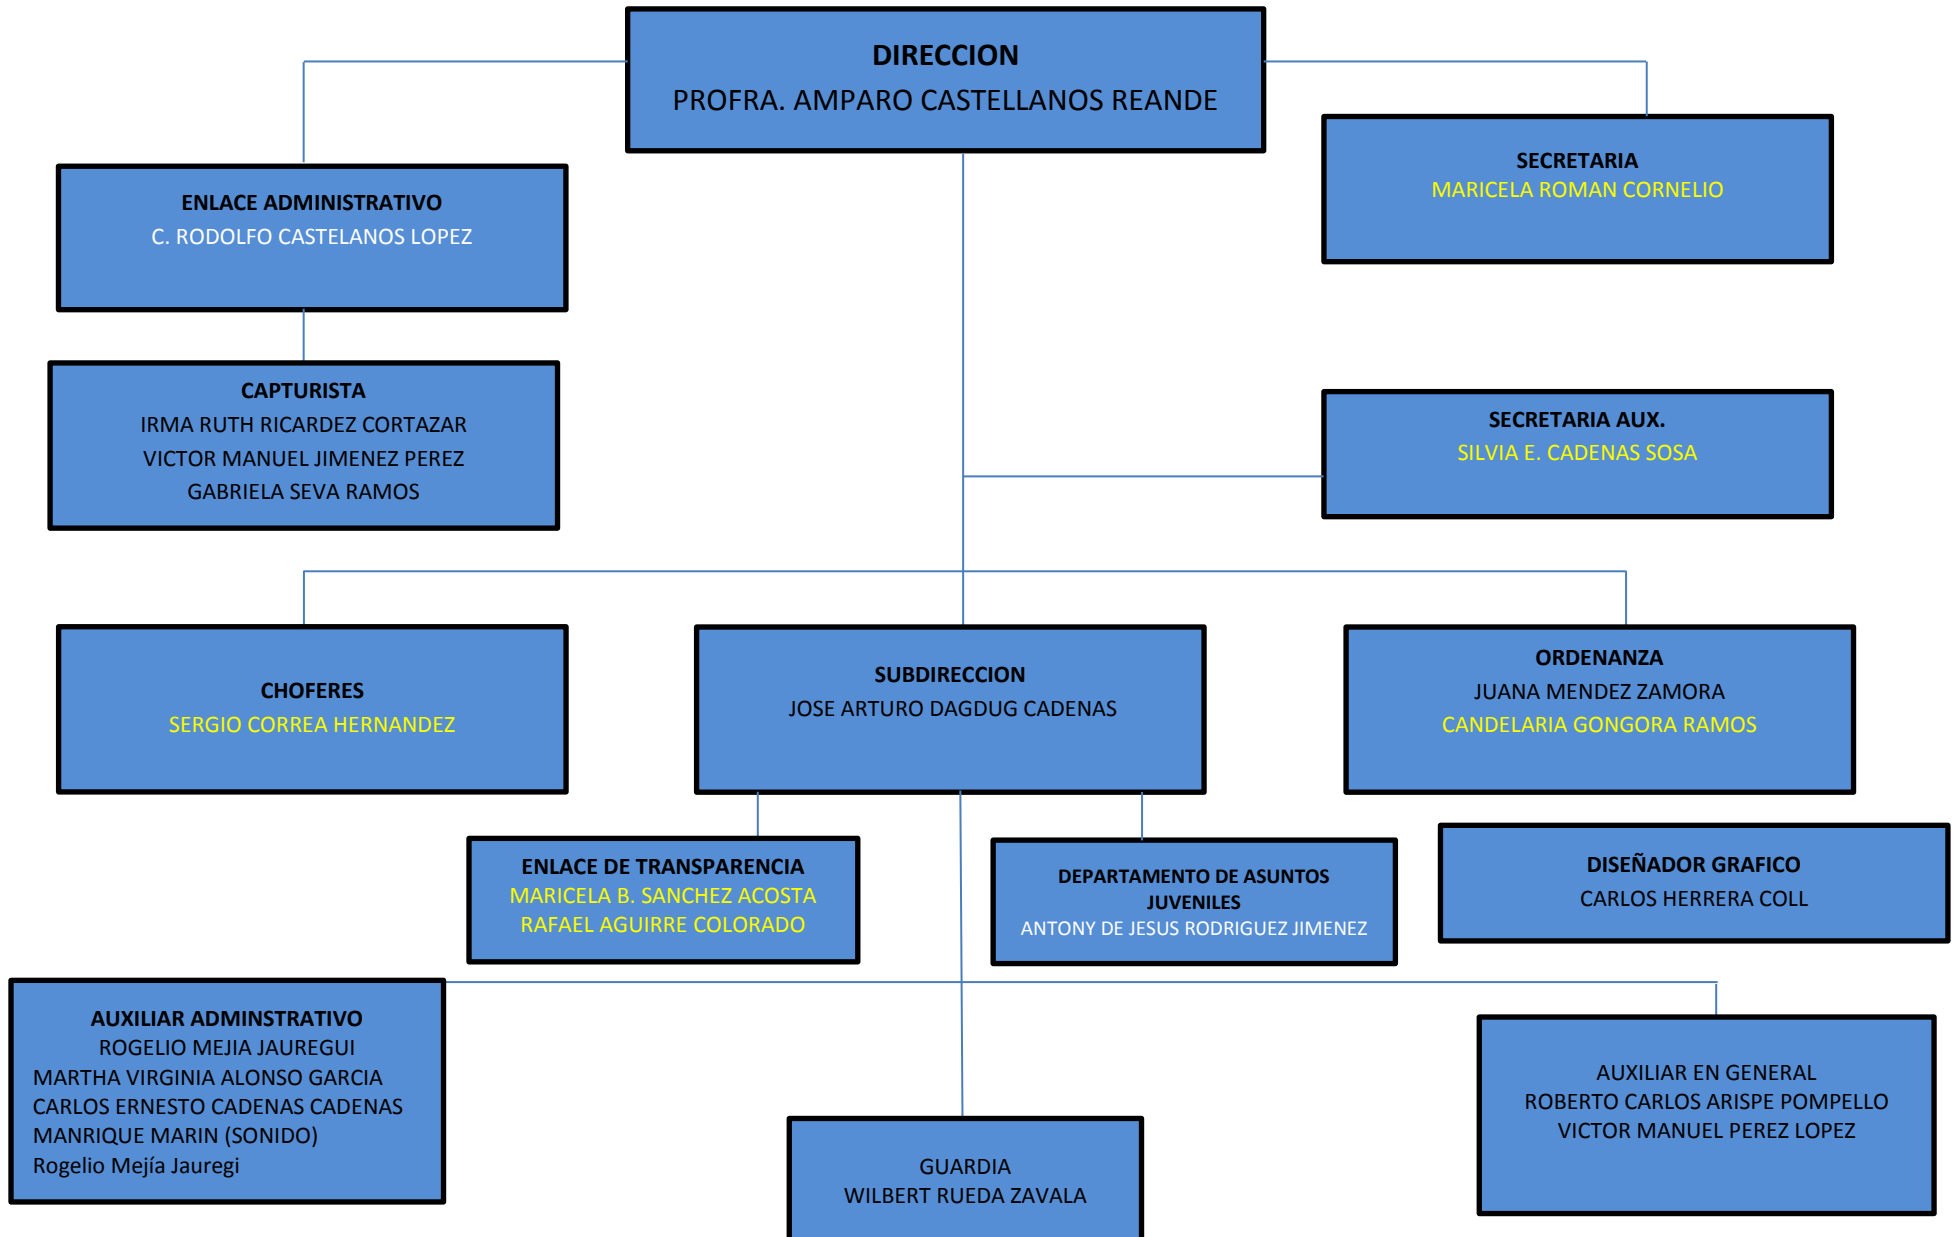 DIRECCION
PROFRA. AMPARO CASTELLANOS REANDE
SECRETARIA
MARICELA ROMAN CORNELIO
ENLACE ADMINISTRATIVO
C. RODOLFO CASTELANOS LOPEZ
CAPTURISTA
IRMA RUTH RICARDEZ CORTAZAR
VICTOR MANUEL JIMENEZ PEREZ
GABRIELA SEVA RAMOS
SECRETARIA AUX.
SILVIA E. CADENAS SOSA
CHOFERES
SERGIO CORREA HERNANDEZ
SUBDIRECCION
JOSE ARTURO DAGDUG CADENAS
ORDENANZA
JUANA MENDEZ ZAMORA
CANDELARIA GONGORA RAMOS
ENLACE DE TRANSPARENCIA
MARICELA B. SANCHEZ ACOSTA
RAFAEL AGUIRRE COLORADO
DEPARTAMENTO DE ASUNTOS
JUVENILES
ANTONY DE JESUS RODRIGUEZ JIMENEZ
DISEÑADOR GRAFICO
CARLOS HERRERA COLL
AUXILIAR ADMINSTRATIVO
ROGELIO MEJIA JAUREGUI
MARTHA VIRGINIA ALONSO GARCIA
CARLOS ERNESTO CADENAS CADENAS
MANRIQUE MARIN (SONIDO)
Rogelio Mejía Jauregi
GUARDIA
WILBERT RUEDA ZAVALA
AUXILIAR EN GENERAL
ROBERTO CARLOS ARISPE POMPELLO
VICTOR MANUEL PEREZ LOPEZ